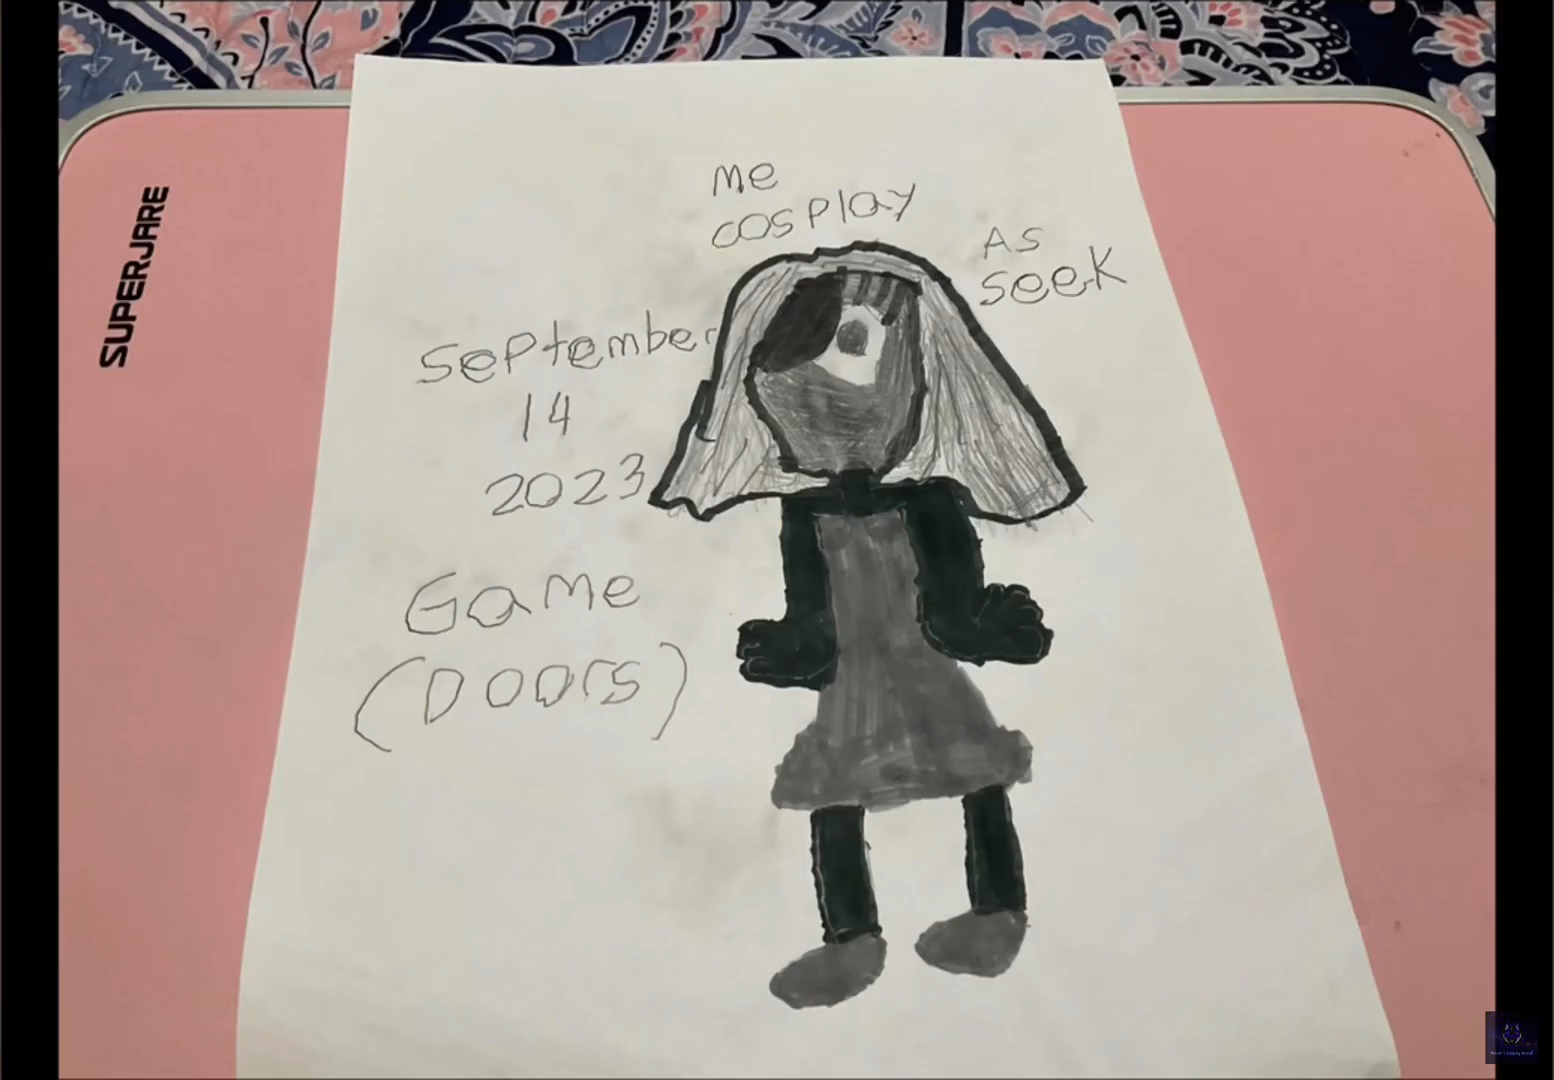 SUPERJARE
Me
cosplay
As
seek
September
14
2023
Game
(Doors)